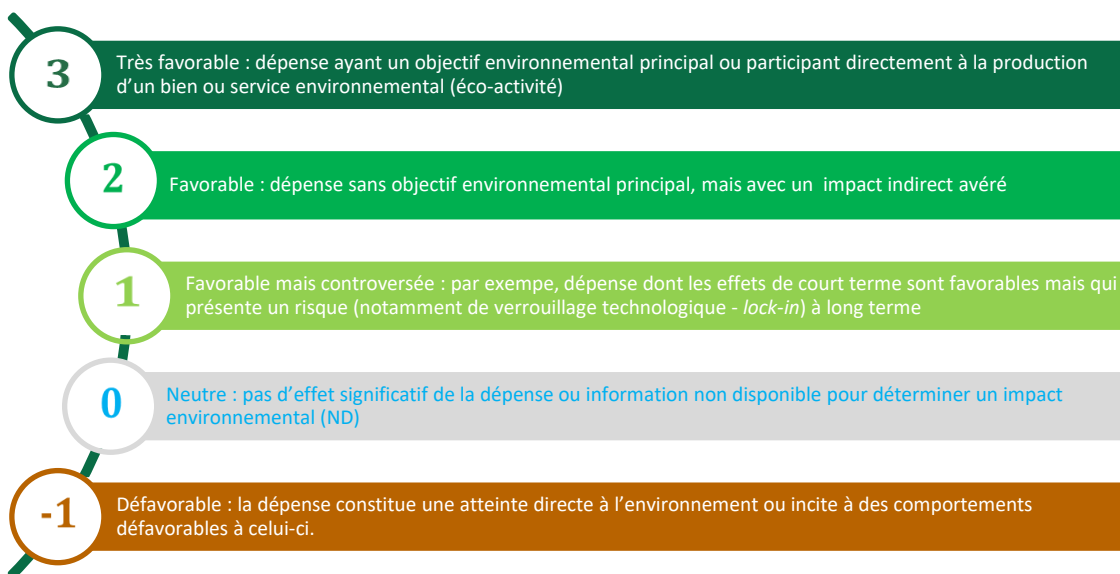 3
Très favorable : dépense ayant un objectif environnemental principal ou participant directement à la production
d'un bien ou service environnemental (éco-activité)
2
Favorable : dépense sans objectif environnemental principal, mais avec un impact indirect avéré
1
Favorable mais controversée : par exemple, dépense dont les effets de court terme sont favorables mais qui
présente un risque (notamment de verrouillage technologique - lock-in) à long terme
0
Neutre : pas d'effet significatif de la dépense ou information non disponible pour déterminer un impact
environnemental (ND)
-1
Défavorable : la dépense constitue une atteinte directe à l'environnement ou incite à des comportements
défavorables à celui-ci.